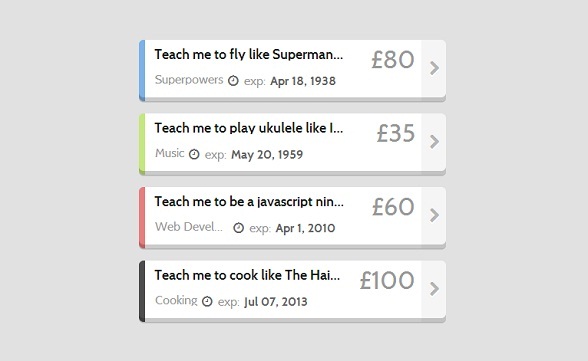 Teach me to fly like Superman... £80
Superpowers exp: Apr 18, 1938
Teach me to play ukulele like I... £35
Music exp: May 20, 1959
Teach me to be a javascript nin... £60
Web Devel... exp: Apr 1, 2010
Teach me to cook like The Hai... £100
Cooking exp: Jul 07, 2013